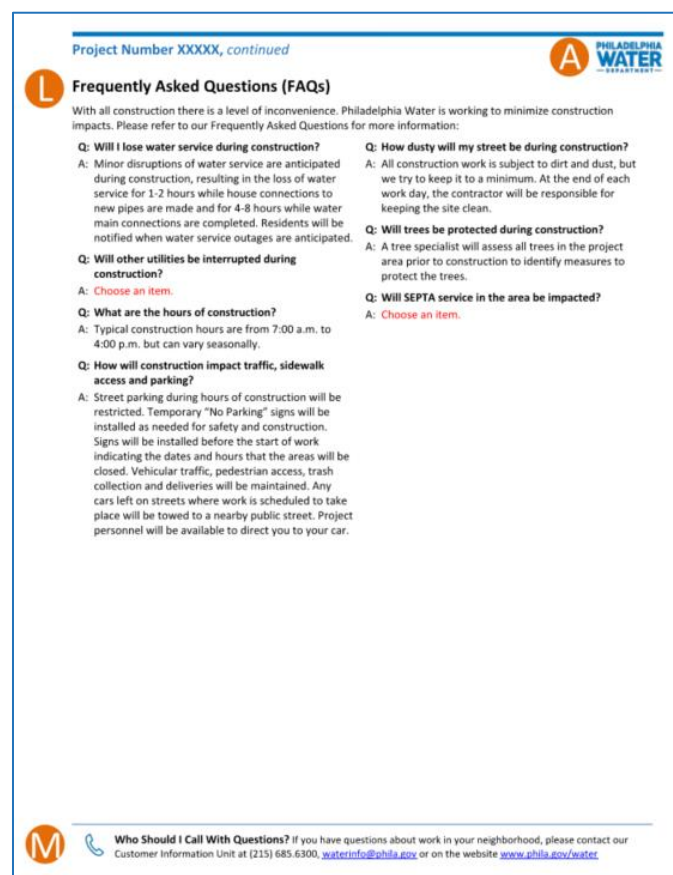 Project Number XXXXX, continued
A
PHILADELPHIA
WATER
DEPARTMENT
L
Frequently Asked Questions (FAQs)
With all construction there is a level of inconvenience. Philadelphia Water is working to minimize construction
impacts. Please refer to our Frequently Asked Questions for more information:
Q: Will I lose water service during construction?
A: Minor disruptions of water service are anticipated
during construction, resulting in the loss of water
service for 1-2 hours while house connections to
new pipes are made and for 4-8 hours while water
main connections are completed. Residents will be
notified when water service outages are anticipated.
Q: Will other utilities be interrupted during
construction?
A: Choose an item.
Q: What are the hours of construction?
A: Typical construction hours are from 7:00 a.m. to
4:00 p.m. but can vary seasonally.
Q: How will construction impact traffic, sidewalk
access and parking?
A: Street parking during hours of construction will be
restricted. Temporary “No Parking” signs will be
installed as needed for safety and construction.
Signs will be installed before the start of work
indicating the dates and hours that the areas will be
closed. Vehicular traffic, pedestrian access, trash
collection and deliveries will be maintained. Any
cars left on streets where work is scheduled to take
place will be towed to a nearby public street. Project
personnel will be available to direct you to your car.
Q: How dusty will my street be during construction?
A: All construction work is subject to dirt and dust, but
we try to keep it to a minimum. At the end of each
work day, the contractor will be responsible for
keeping the site clean.
Q: Will trees be protected during construction?
A: A tree specialist will assess all trees in the project
area prior to construction to identify measures to
protect the trees.
Q: Will SEPTA service in the area be impacted?
A: Choose an item.
M
Who Should I Call With Questions? If you have questions about work in your neighborhood, please contact our
Customer Information Unit at (215) 685.6300, waterinfo@phila.gov or on the website www.phila.gov/water